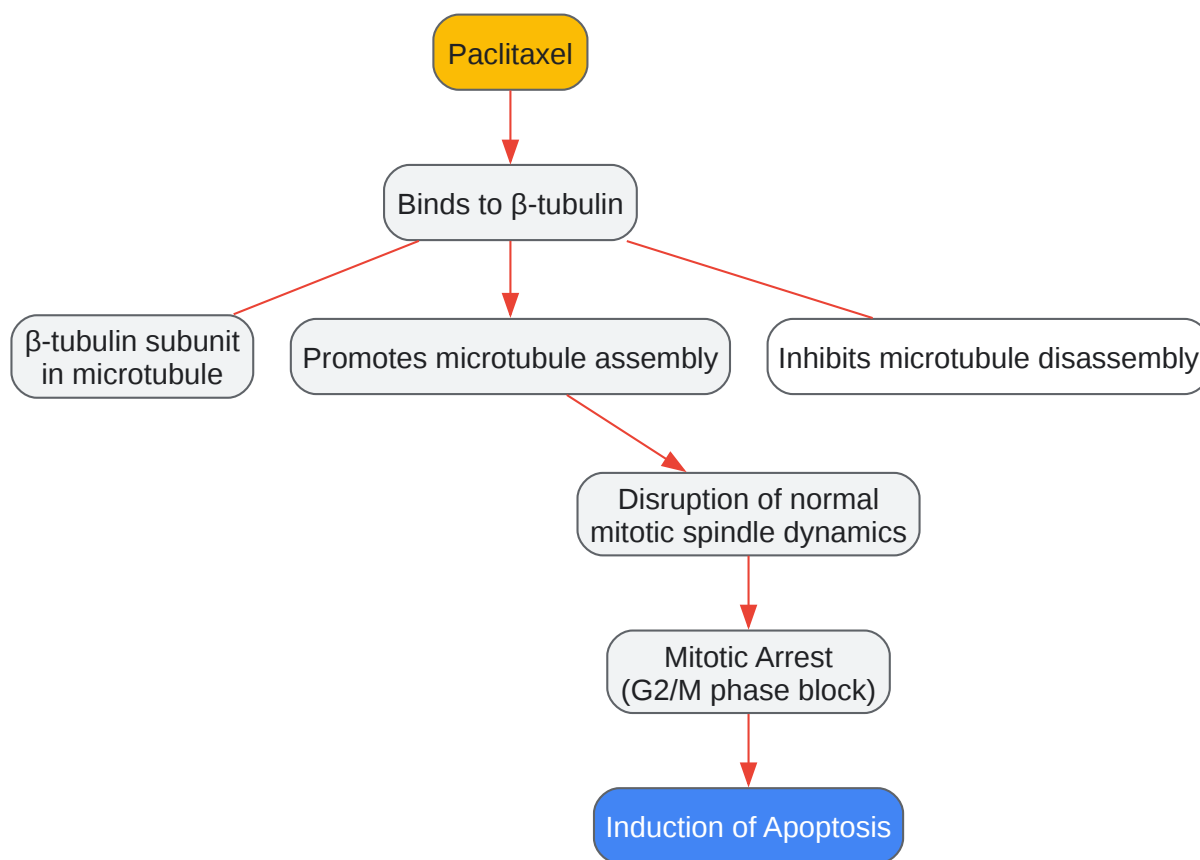 Paclitaxel
Binds to β-tubulin
β-tubulin subunit
in microtubule
Promotes microtubule assembly
Inhibits microtubule disassembly
Disruption of normal
mitotic spindle dynamics
Mitotic Arrest
(G2/M phase block)
Induction of Apoptosis